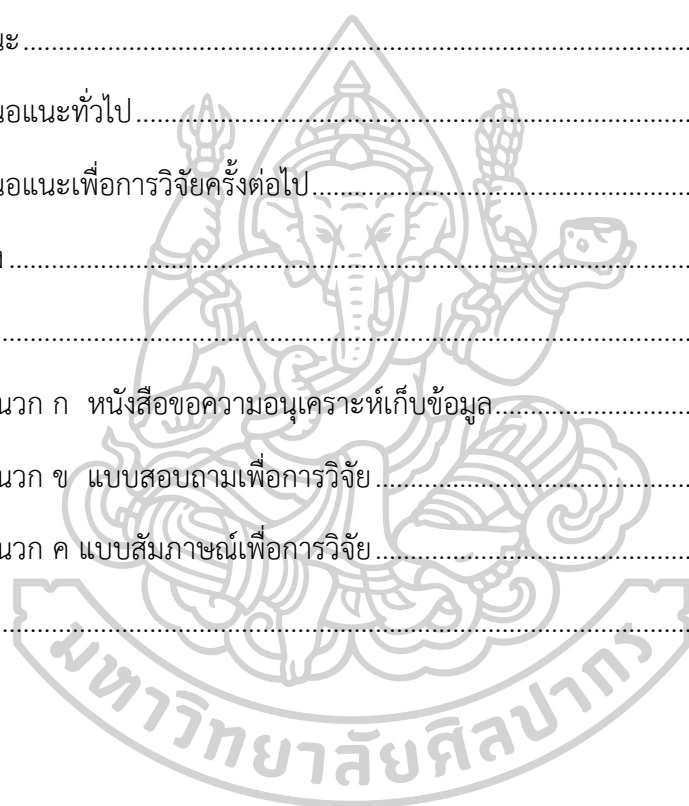 นะ
นอแนะทั่วไป
นอแนะเพื่อการวิจัยครั้งต่อไป
นวก ก หนังสือขอความอนุเคราะห์เก็บข้อมูล
นวก ข แบบสอบถามเพื่อการวิจัย
นวก ค แบบสัมภาษณ์เพื่อการวิจัย
มหาวิทยาลัยศิลปากร